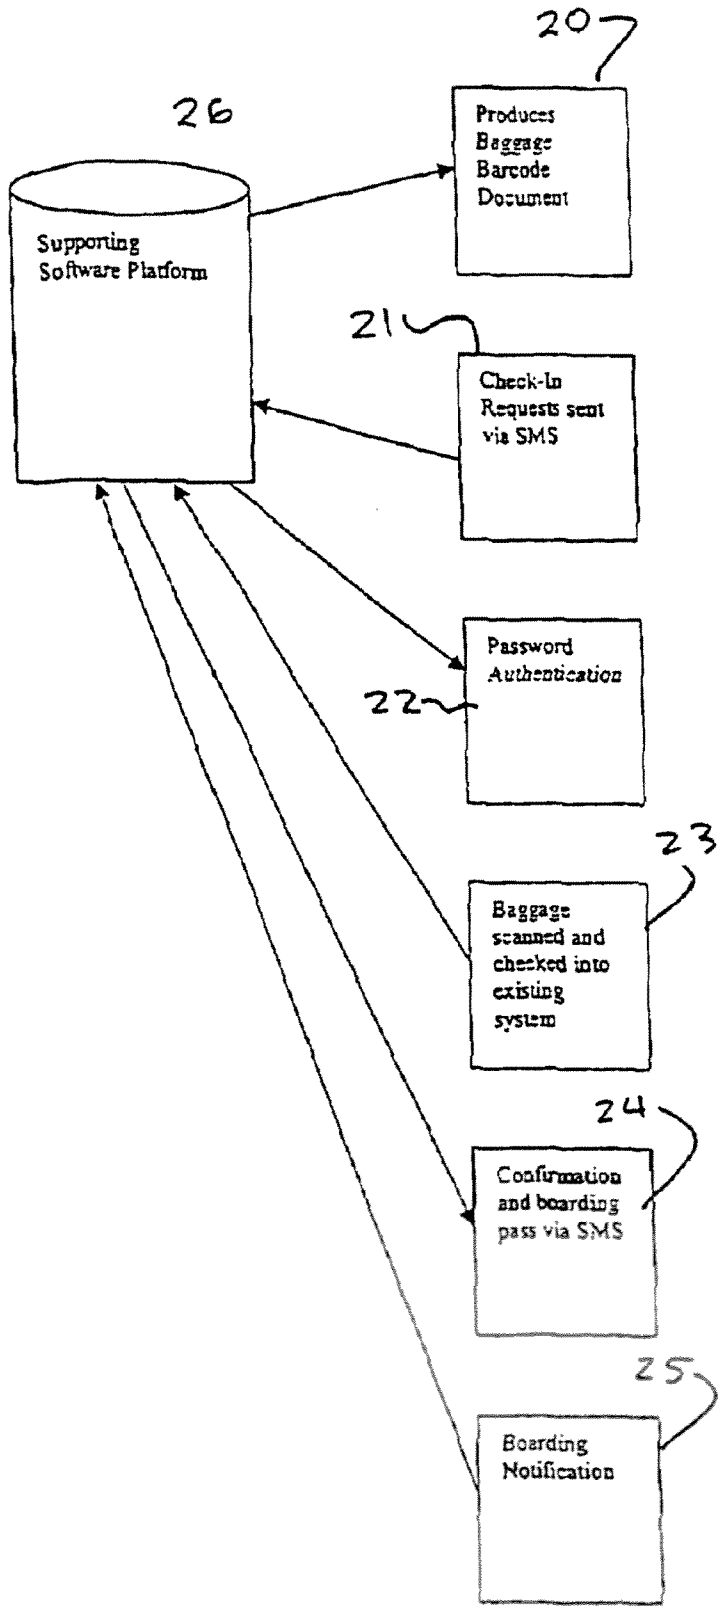 20
26
Produces
Baggage
Barcode
Document
Supporting
Software Platform
21
Check-In
Requests sent
via SMS
Password
Authentication
22
23
Baggage
scanned and
checked into
existing
system
24
Confirmation
and boarding
pass via SMS
25
Boarding
Notification